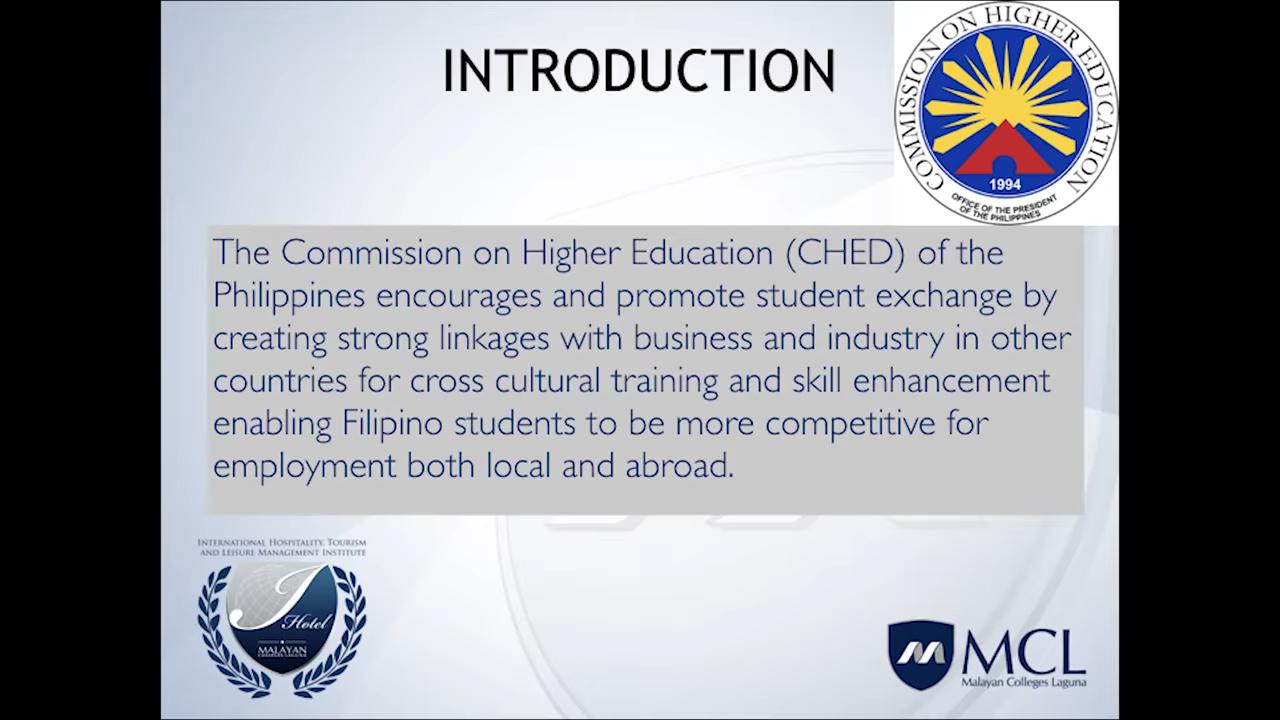 INTRODUCTION
COMMISSION ON HIGHER EDUCATION
1994
OFFICE OF THE PRESIDENT
OF THE PHILIPPINES
The Commission on Higher Education (CHED) of the
Philippines encourages and promote student exchange by
creating strong linkages with business and industry in other
countries for cross cultural training and skill enhancement
enabling Filipino students to be more competitive for
employment both local and abroad.
INTERNATIONAL HOSPITALITY, TOURISM
AND LEISURE MANAGEMENT INSTITUTE
I
Hotel
MALAYAN
COLLEGES LAGUNA
MCL
Malayan Colleges Laguna